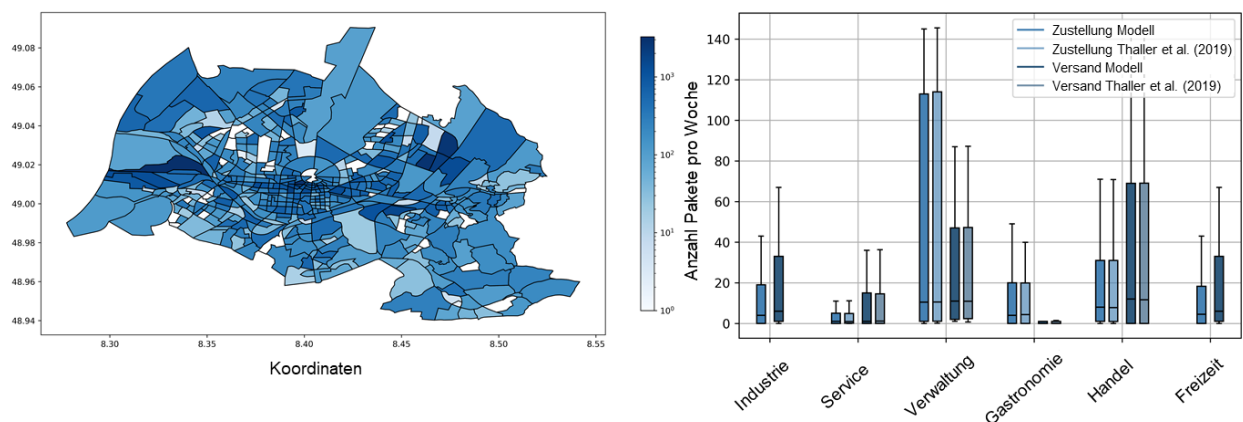 49.08
49.06
49.04
49.02
49.00
48.98
48.96
48.94
8.30
8.35
8.40
8.45
8.50
8.55
Koordinaten
10³
10²
10¹
10⁰
Anzahl Pakete pro Woche
140
120
100
80
60
40
20
0
Zustellung Modell
Zustellung Thaller et al. (2019)
Versand Modell
Versand Thaller et al. (2019)
Industrie
Service
Verwaltung
Gastronomie
Handel
Freizeit